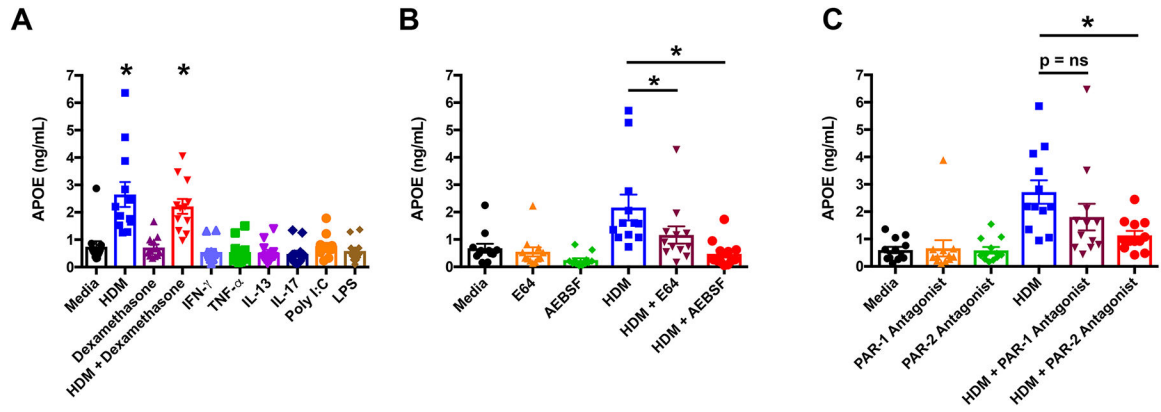 A
APOE (ng/mL)
7
6
5
4
3
2
1
0
*
*
Media
HDM
Dexamethasone
HDM + Dexamethasone
IFN-γ
TNF-α
IL-13
IL-17
Poly I:C
LPS
B
APOE (ng/mL)
7
6
5
4
3
2
1
0
*
*
Media
E64
AEBSF
HDM
HDM + E64
HDM + AEBSF
C
APOE (ng/mL)
7
6
5
4
3
2
1
0
*
p = ns
Media
PAR-1 Antagonist
PAR-2 Antagonist
HDM
HDM + PAR-1 Antagonist
HDM + PAR-2 Antagonist